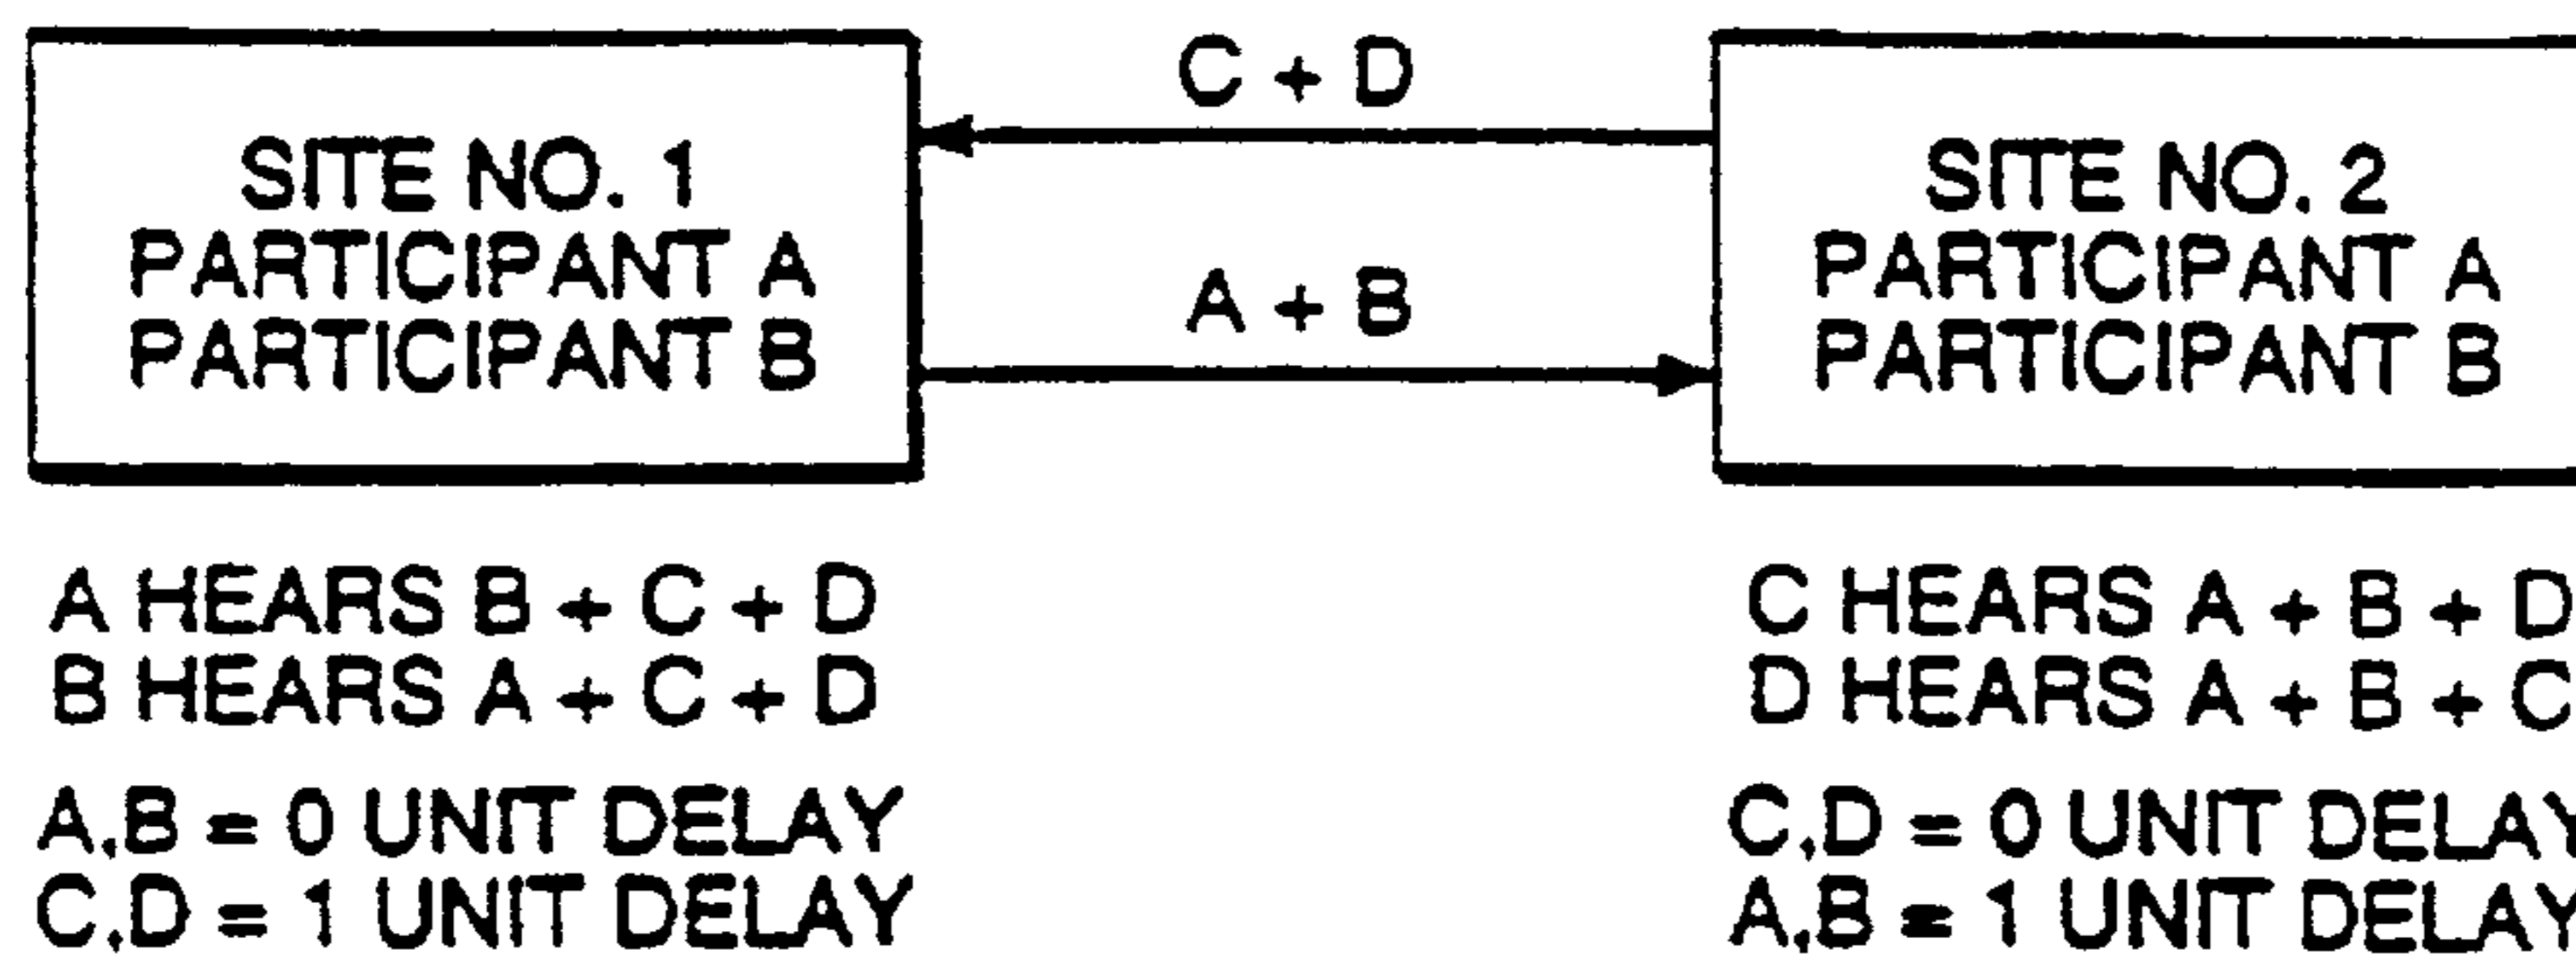 C + D
SITE NO. 1
PARTICIPANT A
PARTICIPANT B
A + B
SITE NO. 2
PARTICIPANT A
PARTICIPANT B
A HEARS B + C + D
B HEARS A + C + D
A,B = 0 UNIT DELAY
C,D = 1 UNIT DELAY
C HEARS A + B + D
D HEARS A + B + C
C,D = 0 UNIT DELAY
A,B = 1 UNIT DELAY